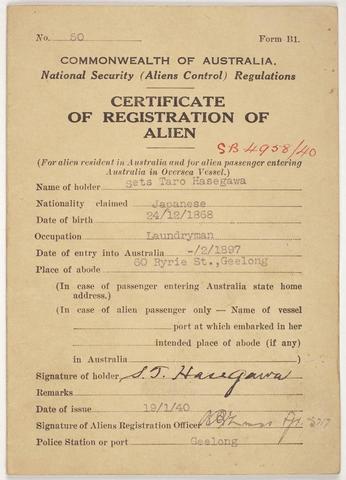 No. 50 Form B1.
COMMONWEALTH OF AUSTRALIA.
National Security (Aliens Control) Regulations
CERTIFICATE
OF REGISTRATION OF
ALIEN
SB 4958/40
(For alien resident in Australia and for alien passenger entering
Australia in Oversea Vessel.)
Name of holder Sets Taro Hasegawa
Nationality claimed Japanese
Date of birth 24/12/1868
Occupation Laundryman
Date of entry into Australia -/2/1897
Place of abode 60 Ryrie St., Geelong
(In case of passenger entering Australia state home
address.)
(In case of alien passenger only — Name of vessel
port at which embarked in her
intended place of abode (if any)
in Australia )
Signature of holder, S.T. Hasegawa
Remarks
Date of issue 19/1/40
Signature of Aliens Registration Officer
Police Station or port Geelong